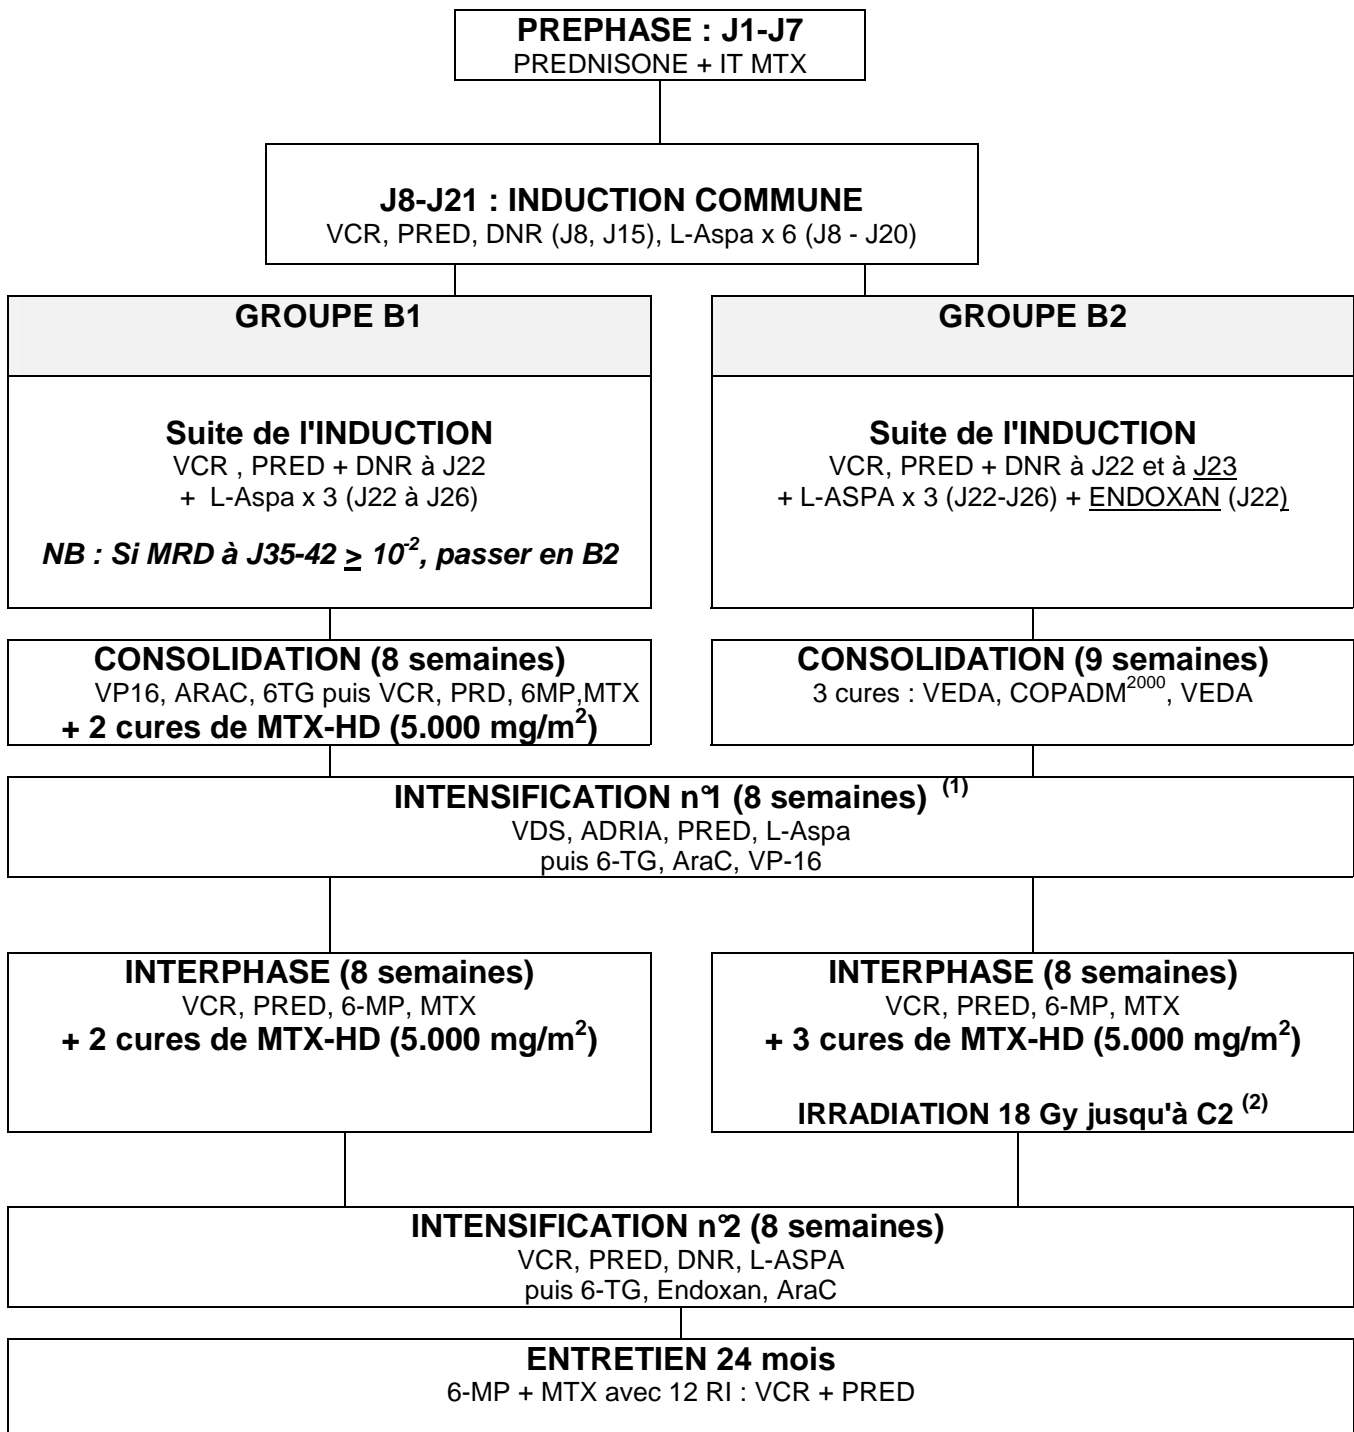 PREPHASE : J1-J7
PREDNISONE + IT MTX
J8-J21 : INDUCTION COMMUNE
VCR, PRED, DNR (J8, J15), L-Aspa x 6 (J8 - J20)
GROUPE B1
Suite de l'INDUCTION
VCR , PRED + DNR à J22
+ L-Aspa x 3 (J22 à J26)
NB : Si MRD à J35-42 ≥ 10-2, passer en B2
GROUPE B2
Suite de l'INDUCTION
VCR, PRED + DNR à J22 et à J23
+ L-ASPA x 3 (J22-J26) + ENDOXAN (J22)
CONSOLIDATION (8 semaines)
VP16, ARAC, 6TG puis VCR, PRD, 6MP,MTX
+ 2 cures de MTX-HD (5.000 mg/m2)
CONSOLIDATION (9 semaines)
3 cures : VEDA, COPADM2000, VEDA
INTENSIFICATION n°1 (8 semaines) (1)
VDS, ADRIA, PRED, L-Aspa
puis 6-TG, AraC, VP-16
INTERPHASE (8 semaines)
VCR, PRED, 6-MP, MTX
+ 2 cures de MTX-HD (5.000 mg/m2)
INTERPHASE (8 semaines)
VCR, PRED, 6-MP, MTX
+ 3 cures de MTX-HD (5.000 mg/m2)
IRRADIATION 18 Gy jusqu'à C2 (2)
INTENSIFICATION n°2 (8 semaines)
VCR, PRED, DNR, L-ASPA
puis 6-TG, Endoxan, AraC
ENTRETIEN 24 mois
6-MP + MTX avec 12 RI : VCR + PRED